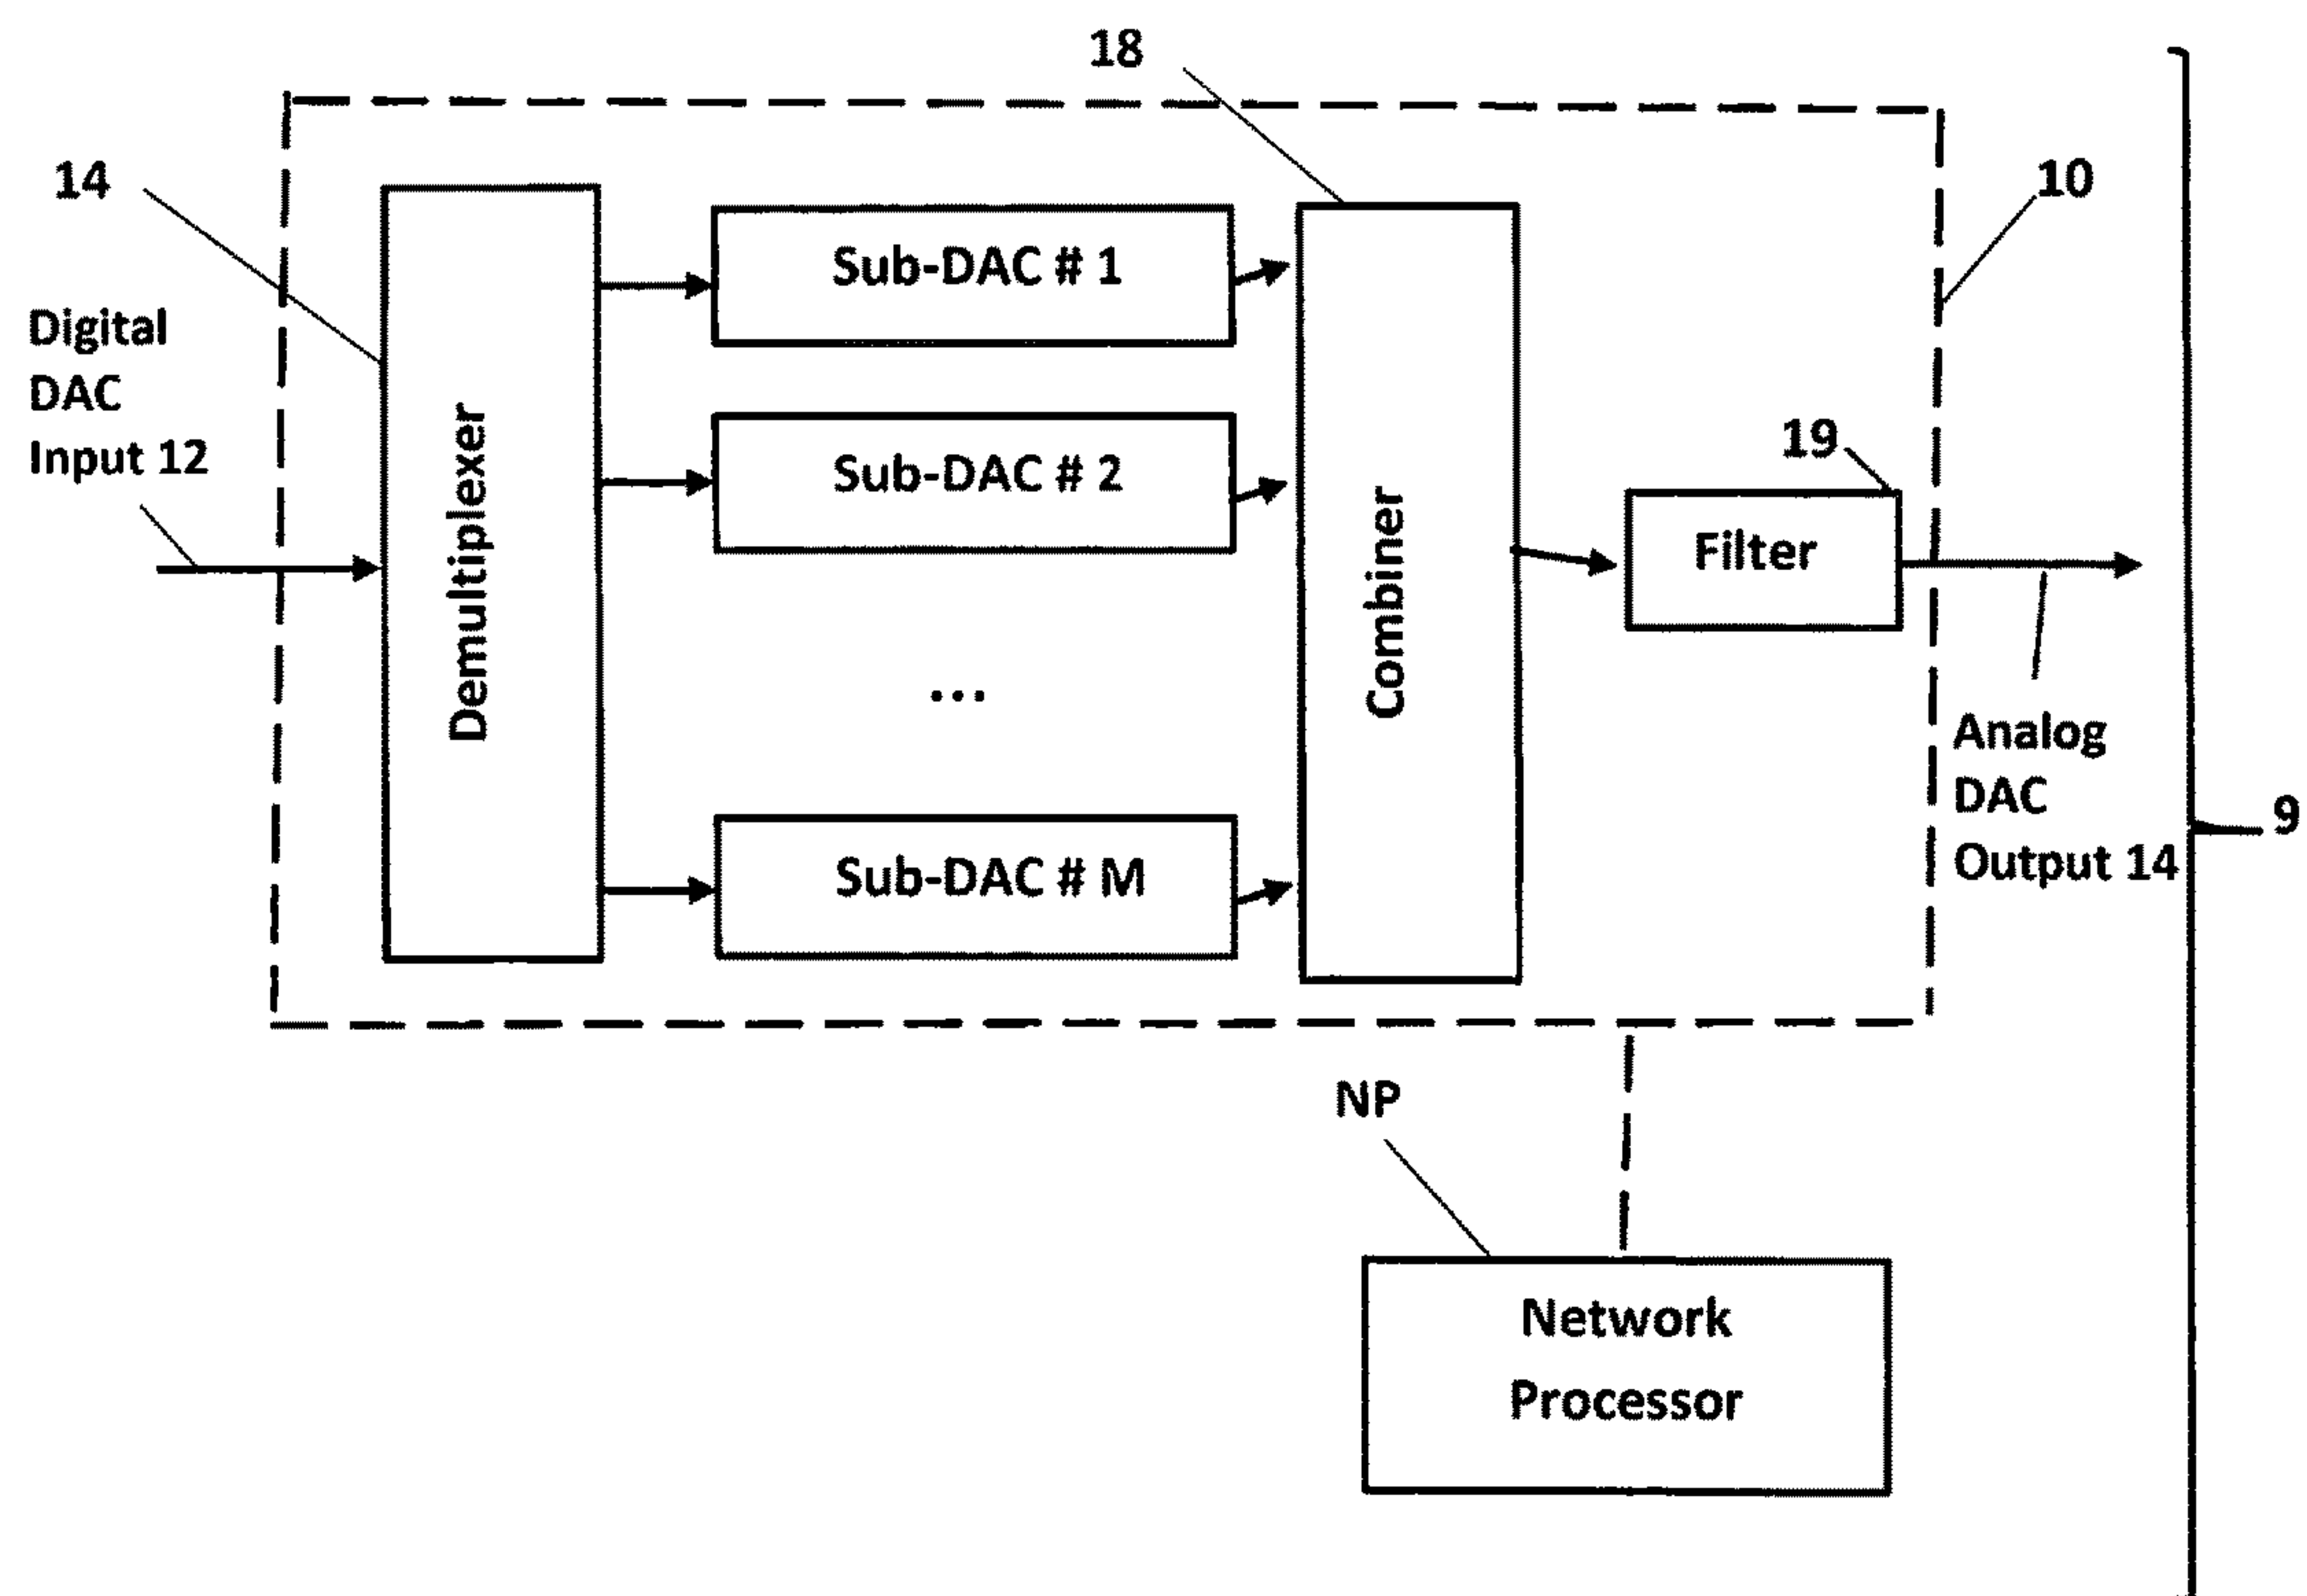 18
14
10
Digital
DAC
Input 12
Demultiplexer
Sub-DAC # 1
Sub-DAC # 2
...
Sub-DAC # M
Combiner
19
Filter
Analog
DAC
Output 14
9
NP
Network
Processor